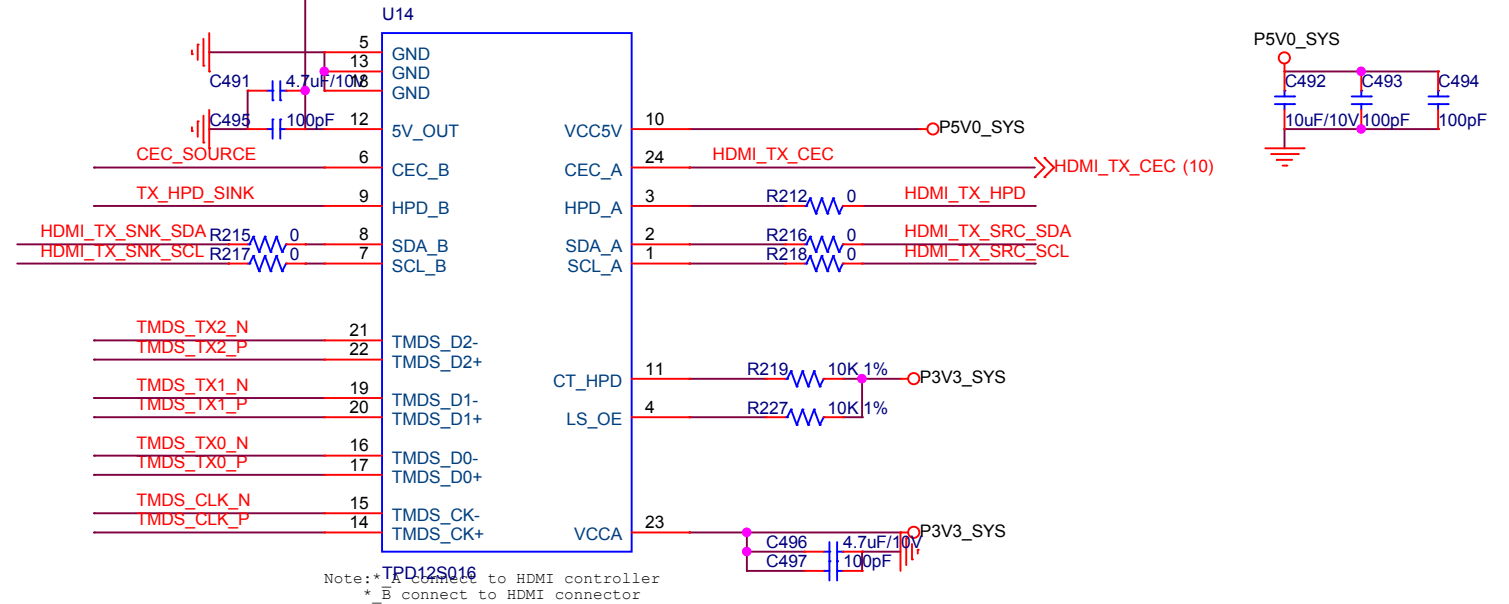 U14
5 GND
13 GND
18 GND
C491 4.7uF/10V
C495 100pF
12 5V_OUT
VCC5V 10 P5V0_SYS
CEC_SOURCE 6 CEC_B
CEC_A 24 HDMI_TX_CEC HDMI_TX_CEC (10)
TX_HPD_SINK 9 HPD_B
HPD_A 3 R212 0 HDMI_TX_HPD
HDMI_TX_SNK_SDA R215 0 8 SDA_B
SDA_A 2 R216 0 HDMI_TX_SRC_SDA
HDMI_TX_SNK_SCL R217 0 7 SCL_B
SCL_A 1 R218 0 HDMI_TX_SRC_SCL
TMDS_TX2_N 21 TMDS_D2-
TMDS_TX2_P 22 TMDS_D2+
CT_HPD 11 R219 10K 1% P3V3_SYS
TMDS_TX1_N 19 TMDS_D1-
TMDS_TX1_P 20 TMDS_D1+
LS_OE 4 R227 10K 1%
TMDS_TX0_N 16 TMDS_D0-
TMDS_TX0_P 17 TMDS_D0+
TMDS_CLK_N 15 TMDS_CK-
TMDS_CLK_P 14 TMDS_CK+
VCCA 23 P3V3_SYS
C496 4.7uF/10V
C497 100pF
TPD12S016
Note:*_A connect to HDMI controller
*_B connect to HDMI connector
P5V0_SYS
C492 C493 C494
10uF/10V 100pF 100pF